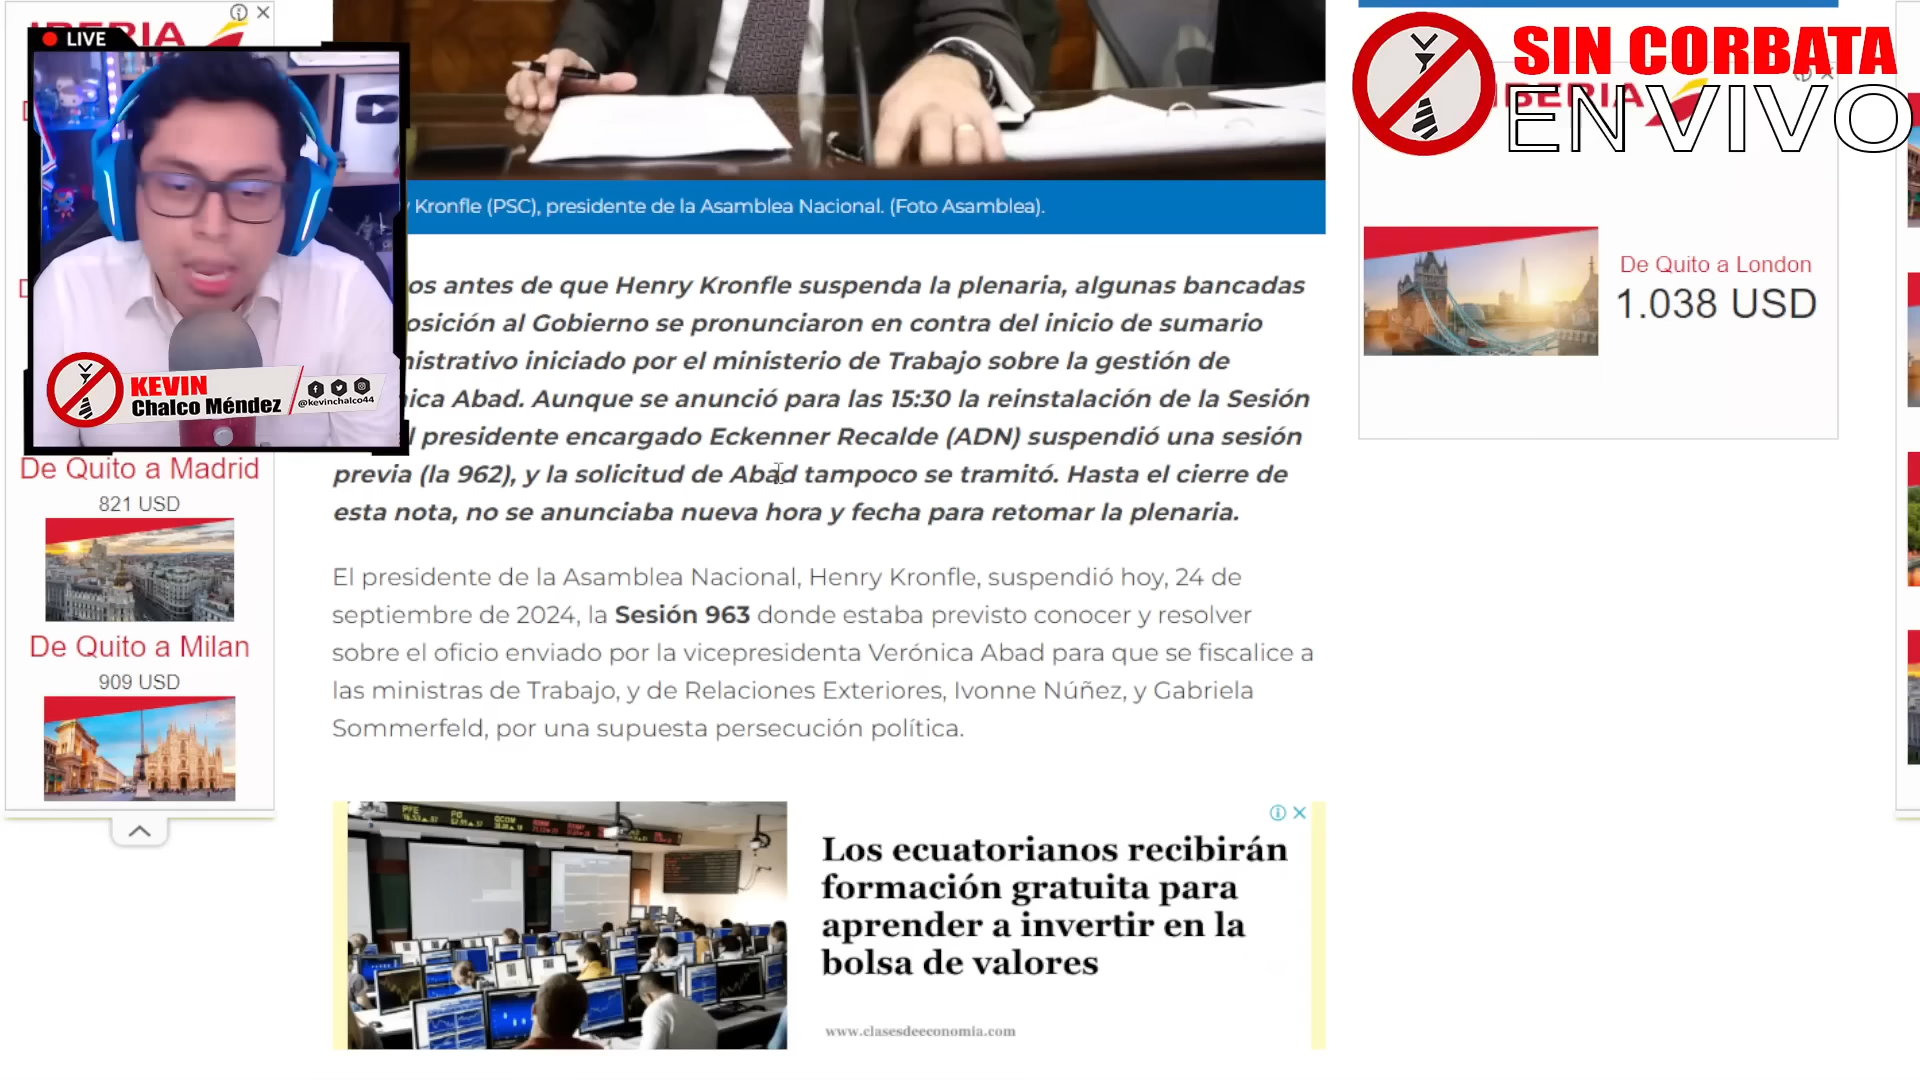 LIVE
SIN CORBATA
EN VIVO
IBERIA
Kronfle (PSC), presidente de la Asamblea Nacional. (Foto Asamblea).
os antes de que Henry Kronfle suspenda la plenaria, algunas bancadas
osición al Gobierno se pronunciaron en contra del inicio de sumario
nistrativo iniciado por el ministerio de Trabajo sobre la gestión de
ica Abad. Aunque se anunció para las 15:30 la reinstalación de la Sesión
l presidente encargado Eckenner Recalde (ADN) suspendió una sesión
previa (la 962), y la solicitud de Abad tampoco se tramitó. Hasta el cierre de
esta nota, no se anunciaba nueva hora y fecha para retomar la plenaria.
El presidente de la Asamblea Nacional, Henry Kronfle, suspendió hoy, 24 de
septiembre de 2024, la Sesión 963 donde estaba previsto conocer y resolver
sobre el oficio enviado por la vicepresidenta Verónica Abad para que se fiscalice a
las ministras de Trabajo, y de Relaciones Exteriores, Ivonne Núñez, y Gabriela
Sommerfeld, por una supuesta persecución política.
KEVIN
Chalco Méndez
@kevinchalco44
De Quito a Madrid
821 USD
De Quito a Milan
909 USD
De Quito a London
1.038 USD
Los ecuatorianos recibirán
formación gratuita para
aprender a invertir en la
bolsa de valores
www.clasesdeeconomia.com